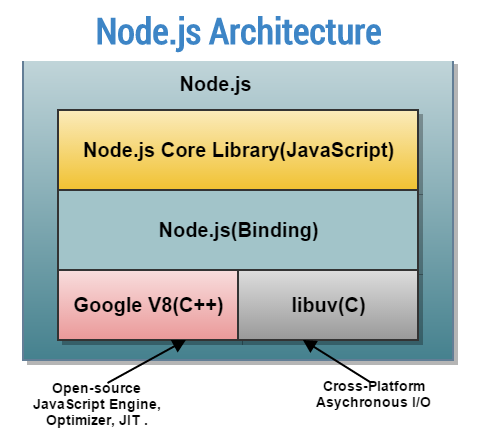 Node.js Architecture
Node.js
Node.js Core Library(JavaScript)
Node.js(Binding)
Google V8(C++)
libuv(C)
Open-source
JavaScript Engine,
Optimizer, JIT .
Cross-Platform
Asychronous I/O